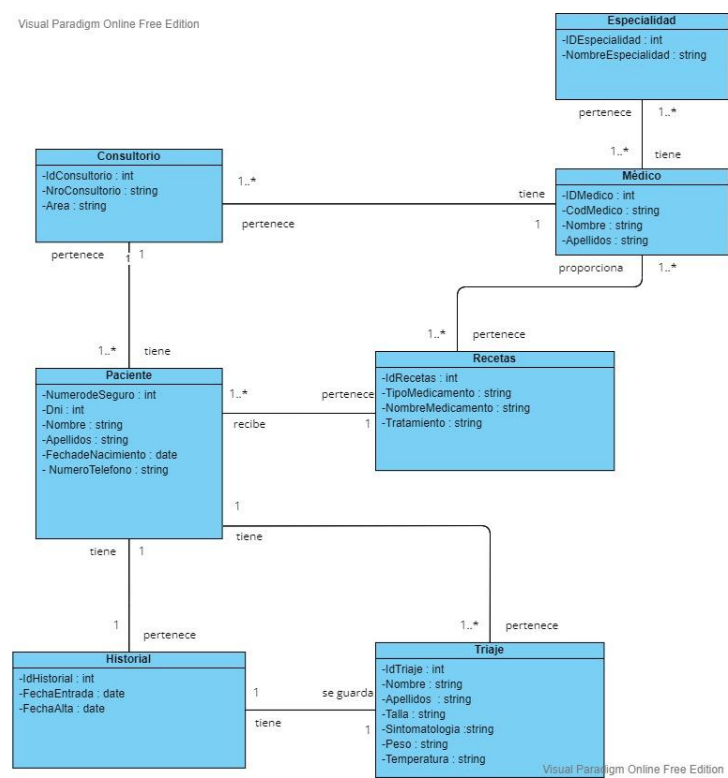 Visual Paradigm Online Free Edition
Especialidad
-IDEspecialidad : int
-NombreEspecialidad : string
pertenece 1..*
1..* tiene
Médico
-IDMedico : int
-CodMedico : string
-Nombre : string
-Apellidos : string
Consultorio
-IdConsultorio : int
-NroConsultorio : string
-Area : string
1..*
pertenece
tiene
1
pertenece 1 1
proporciona 1..*
1..* tiene
1..* pertenece
Paciente
-NumerodeSeguro : int
-Dni : int
-Nombre : string
-Apellidos : string
-FechadeNacimiento : date
- NumeroTelefono : string
Recetas
-IdRecetas : int
-TipoMedicamento : string
-NombreMedicamento : string
-Tratamiento : string
1..*
recibe
pertenece
1
1
tiene
tiene 1
1
pertenece
1..* pertenece
Historial
-IdHistorial : int
-FechaEntrada : date
-FechaAlta : date
Triaje
-IdTriaje : int
-Nombre : string
-Apellidos : string
-Talla : string
-Sintomatologia :string
-Peso : string
-Temperatura : string
1
tiene
se guarda
1
Visual Paradigm Online Free Edition